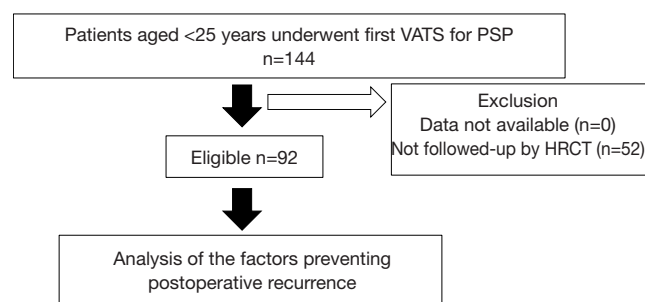 Patients aged <25 years underwent first VATS for PSP
n=144
Exclusion
Data not available (n=0)
Not followed-up by HRCT (n=52)
Eligible n=92
Analysis of the factors preventing
postoperative recurrence